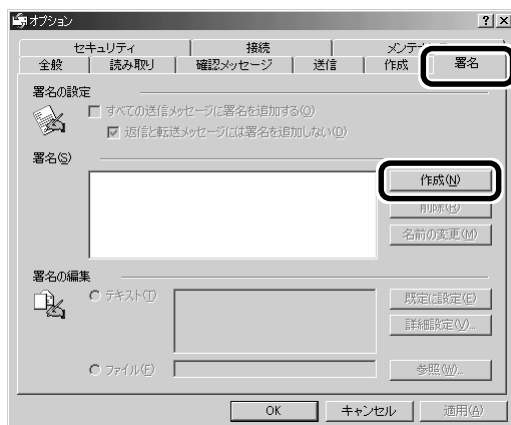 オプション
セキュリティ 接続
全般 読み取り 確認メッセージ 送信 作成 署名
署名の設定
すべての送信メッセージに署名を追加する(O)
返信と転送メッセージには署名を追加しない(D)
署名(S)
作成(N)
削除(R)
名前の変更(M)
署名の編集
テキスト(T)
既定に設定(E)
詳細設定(V)...
ファイル(F)
参照(W)...
OK キャンセル 適用(A)